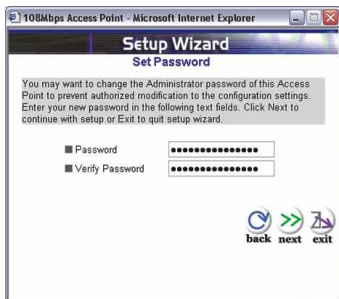 108Mbps Access Point - Microsoft Internet Explorer
Setup Wizard
Set Password
You may want to change the Administrator password of this Access
Point to prevent authorized modification to the configuration settings.
Enter your new password in the following text fields. Click Next to
continue with setup or Exit to quit setup wizard.
Password
Verify Password
back next exit